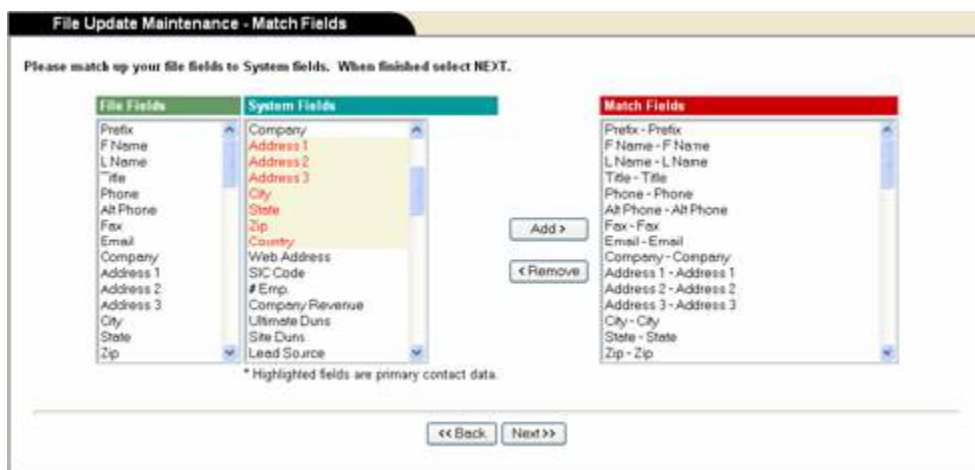 File Update Maintenance - Match Fields
Please match up your file fields to System fields. When finished select NEXT.
File Fields
Prefix
F Name
L Name
Title
Phone
Alt Phone
Fax
Email
Company
Address 1
Address 2
Address 3
City
State
Zip
System Fields
Company
Address 1
Address 2
Address 3
City
State
Zip
Country
Web Address
SIC Code
# Emp.
Company Revenue
Ultimate Duns
Site Duns
Lead Source
* Highlighted fields are primary contact data.
Add >
< Remove
Match Fields
Prefix - Prefix
F Name - F Name
L Name - L Name
Title - Title
Phone - Phone
Alt Phone - Alt Phone
Fax - Fax
Email - Email
Company - Company
Address 1 - Address 1
Address 2 - Address 2
Address 3 - Address 3
City - City
State - State
Zip - Zip
<< Back
Next >>